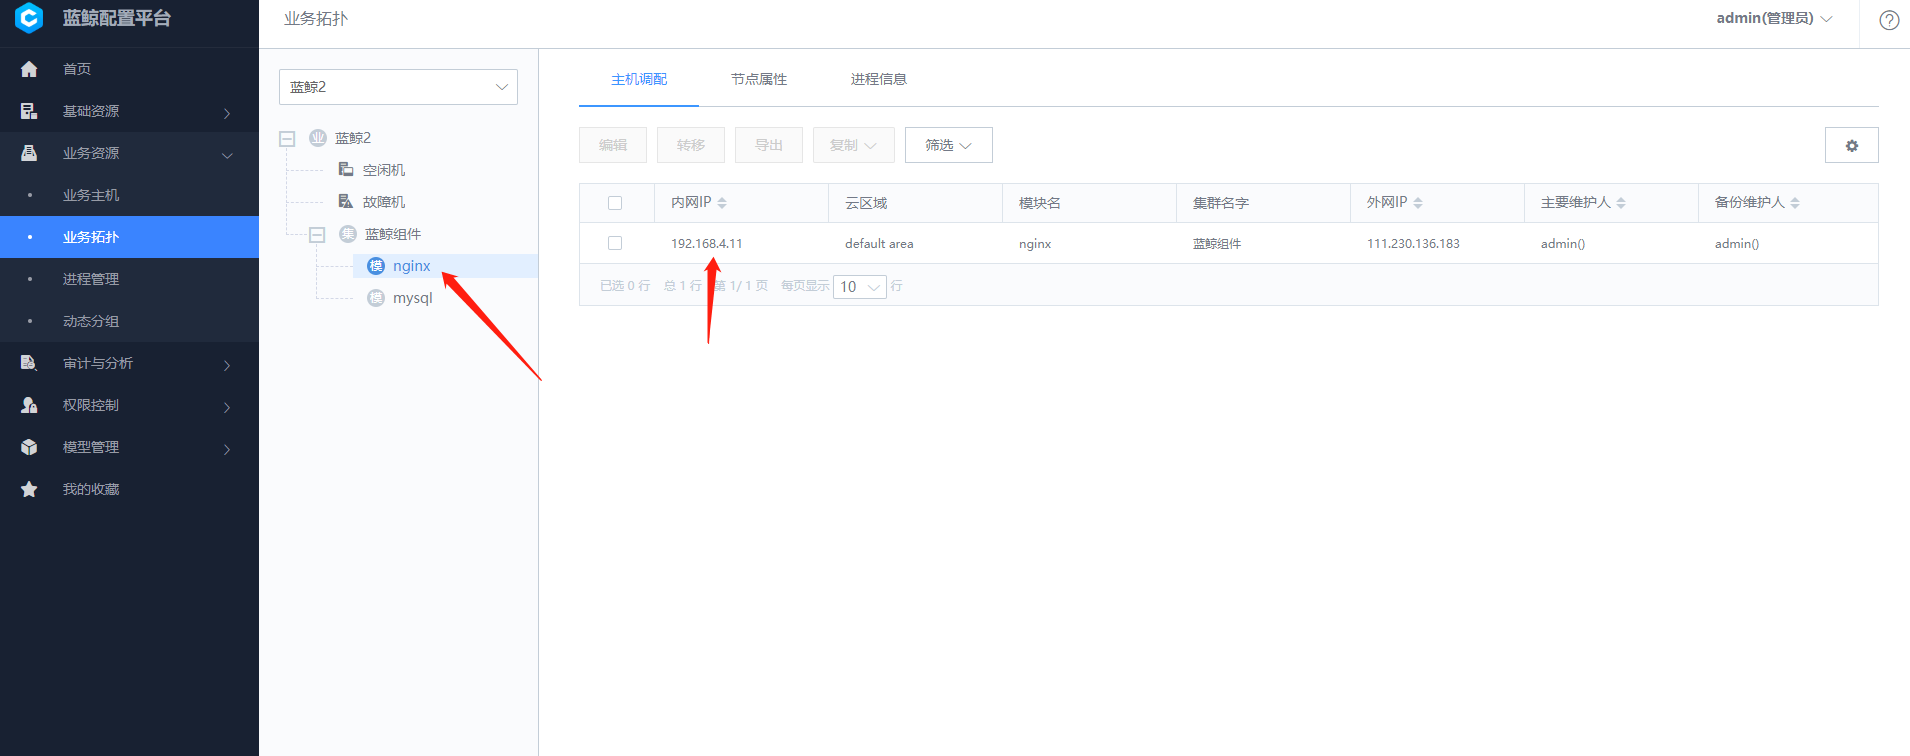 蓝鲸配置平台
首页
基础资源
业务资源
业务主机
业务拓扑
进程管理
动态分组
审计与分析
权限控制
模型管理
我的收藏
业务拓扑
admin(管理员)
蓝鲸2
业 蓝鲸2
空闲机
故障机
集 蓝鲸组件
模 nginx
模 mysql
主机调配 节点属性 进程信息
编辑 转移 导出 复制 筛选
内网IP 云区域 模块名 集群名字 外网IP 主要维护人 备份维护人
192.168.4.11 default area nginx 蓝鲸组件 111.230.136.183 admin() admin()
已选 0 行 总 1 行 第 1/ 1 页 每页显示 10 行